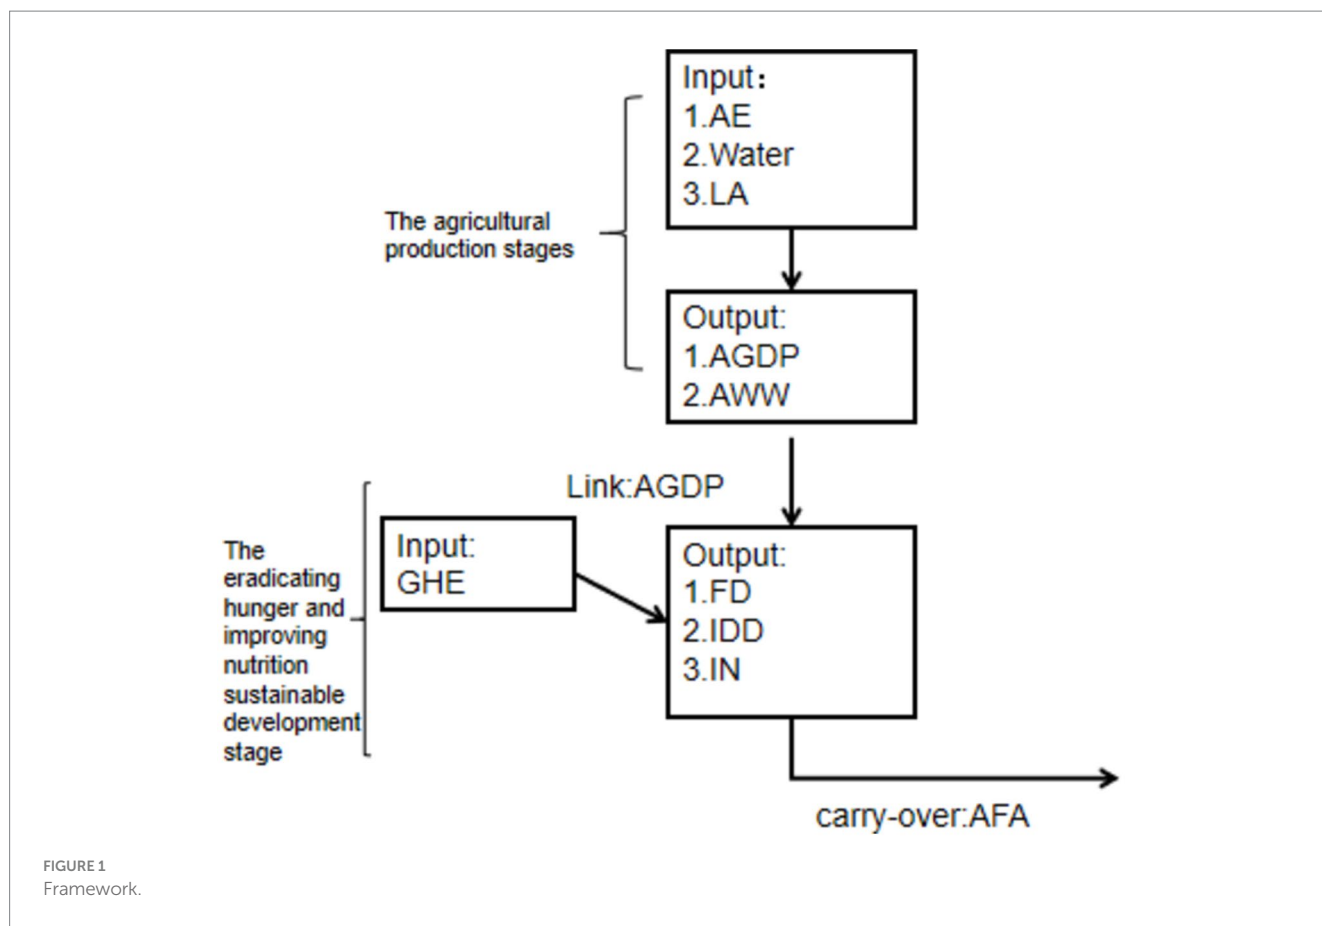 Input:
1.AE
2.Water
3.LA
The agricultural
production stages
Output:
1.AGDP
2.AWW
Link:AGDP
The
eradicating
hunger and
improving
nutrition
sustainable
development
stage
Input:
GHE
Output:
1.FD
2.IDD
3.IN
carry-over:AFA
FIGURE 1
Framework.